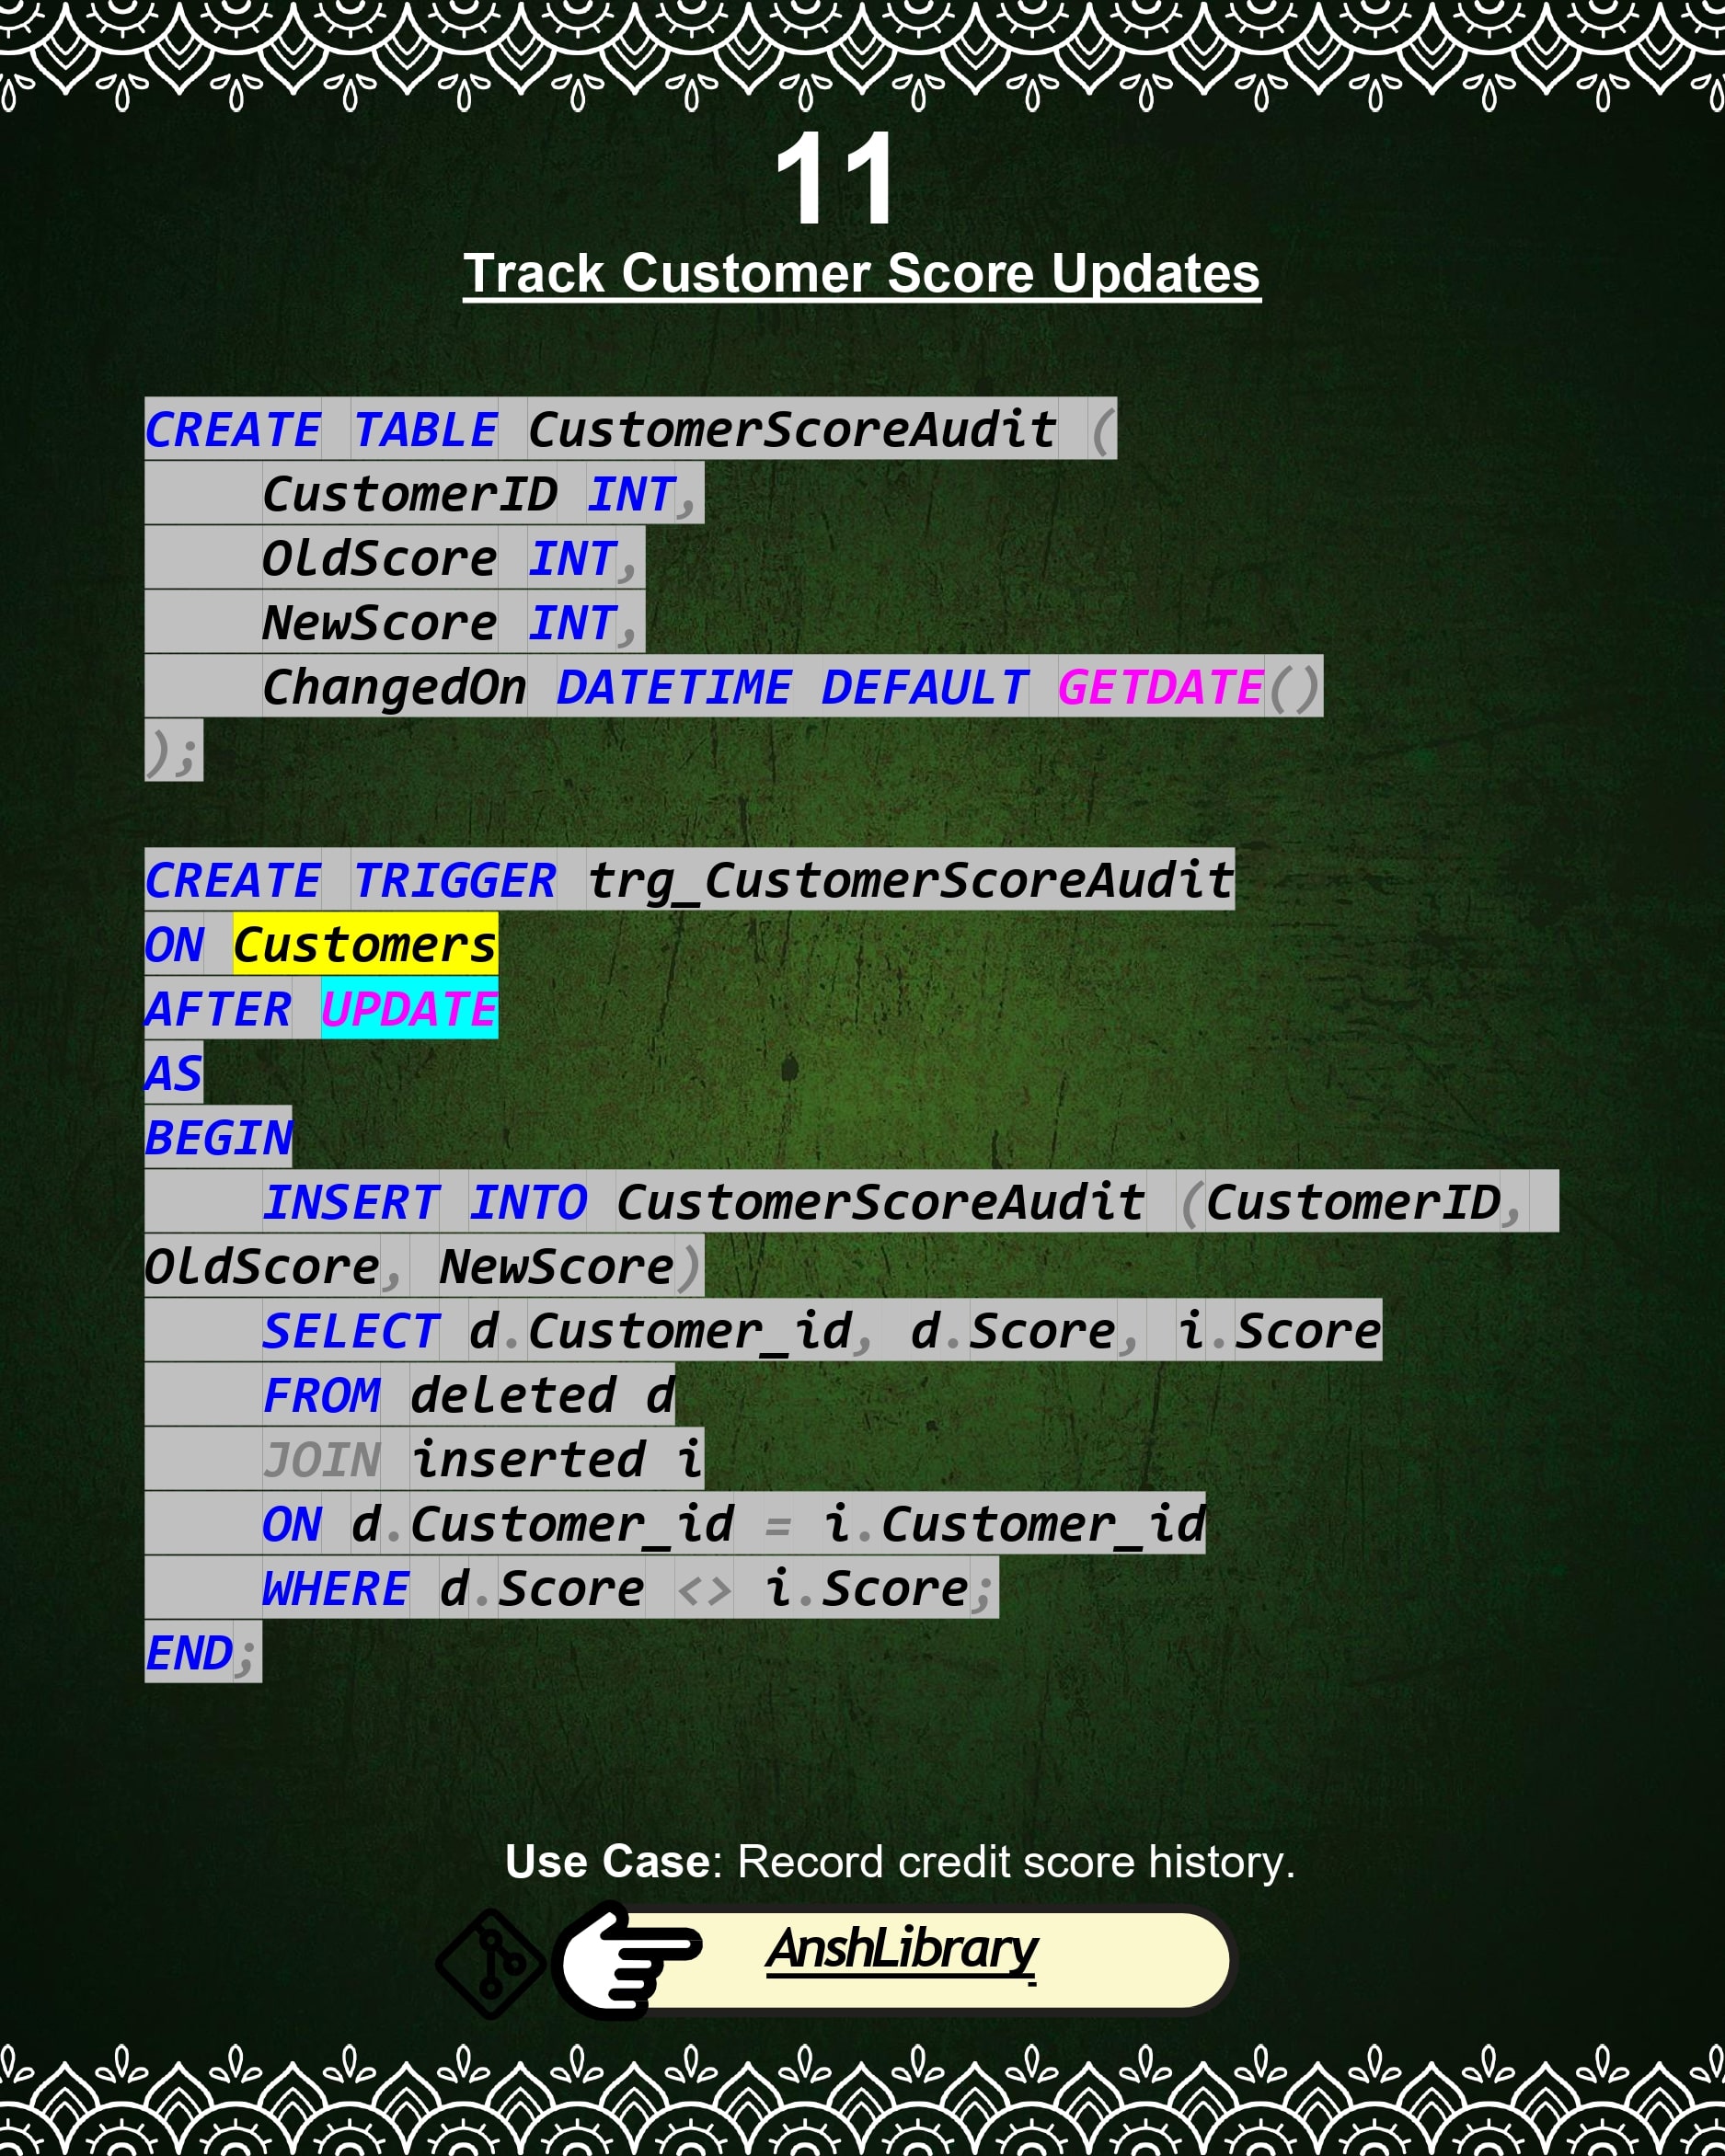 11
Track Customer Score Updates
CREATE TABLE CustomerScoreAudit (
    CustomerID INT,
    OldScore INT,
    NewScore INT,
    ChangedOn DATETIME DEFAULT GETDATE()
);
CREATE TRIGGER trg_CustomerScoreAudit
ON Customers
AFTER UPDATE
AS
BEGIN
    INSERT INTO CustomerScoreAudit (CustomerID,
OldScore, NewScore)
    SELECT d.Customer_id, d.Score, i.Score
    FROM deleted d
    JOIN inserted i
    ON d.Customer_id = i.Customer_id
    WHERE d.Score <> i.Score;
END;
Use Case: Record credit score history.
AnshLibrary